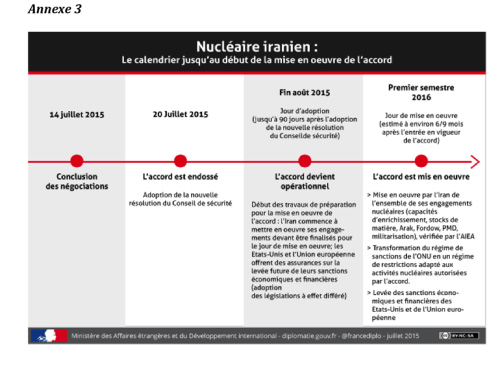 Annexe 3
Nucléaire iranien :
Le calendrier jusqu'au début de la mise en oeuvre de l'accord
14 juillet 2015
Conclusion
des négociations
20 Juillet 2015
L'accord est endossé
Adoption de la nouvelle
résolution du Conseil de sécurité
Fin août 2015
Jour d'adoption
(jusqu'à 90 jours après l'adoption
de la nouvelle résolution
du Conseilde sécurité)
L'accord devient
opérationnel
Début des travaux de préparation
pour la mise en oeuvre de
l'accord : l'Iran commence à
mettre en oeuvre ses engage-
ments devant être finalisés pour
le jour de mise en oeuvre; les
Etats-Unis et l'Union européenne
offrent des assurances sur la
levée future de leurs sanctions
économiques et financières
(adoption
des législations à effet différé)
Premier semestre
2016
Jour de mise en oeuvre
(estimé à environ 6/9 mois
après l'entrée en vigueur
de l'accord)
L'accord est mis en oeuvre
> Mise en oeuvre par l'Iran de
l'ensemble de ses engagements
nucléaires (capacités
d'enrichissement, stocks de
matière, Arak, Fordow, PMD,
militarisation), vérifiée par l'AIEA
> Transformation du régime de
sanctions de l'ONU en un régime
de restrictions adapté aux
activités nucléaires autorisées
par l'accord.
> Levée des sanctions écono-
miques et financières des
Etats-Unis et de l'Union euro-
péenne
Ministère des Affaires étrangères et du Développement International - diplomatie.gouv.fr - @francediplo - juillet 2015
BY-NC-SA